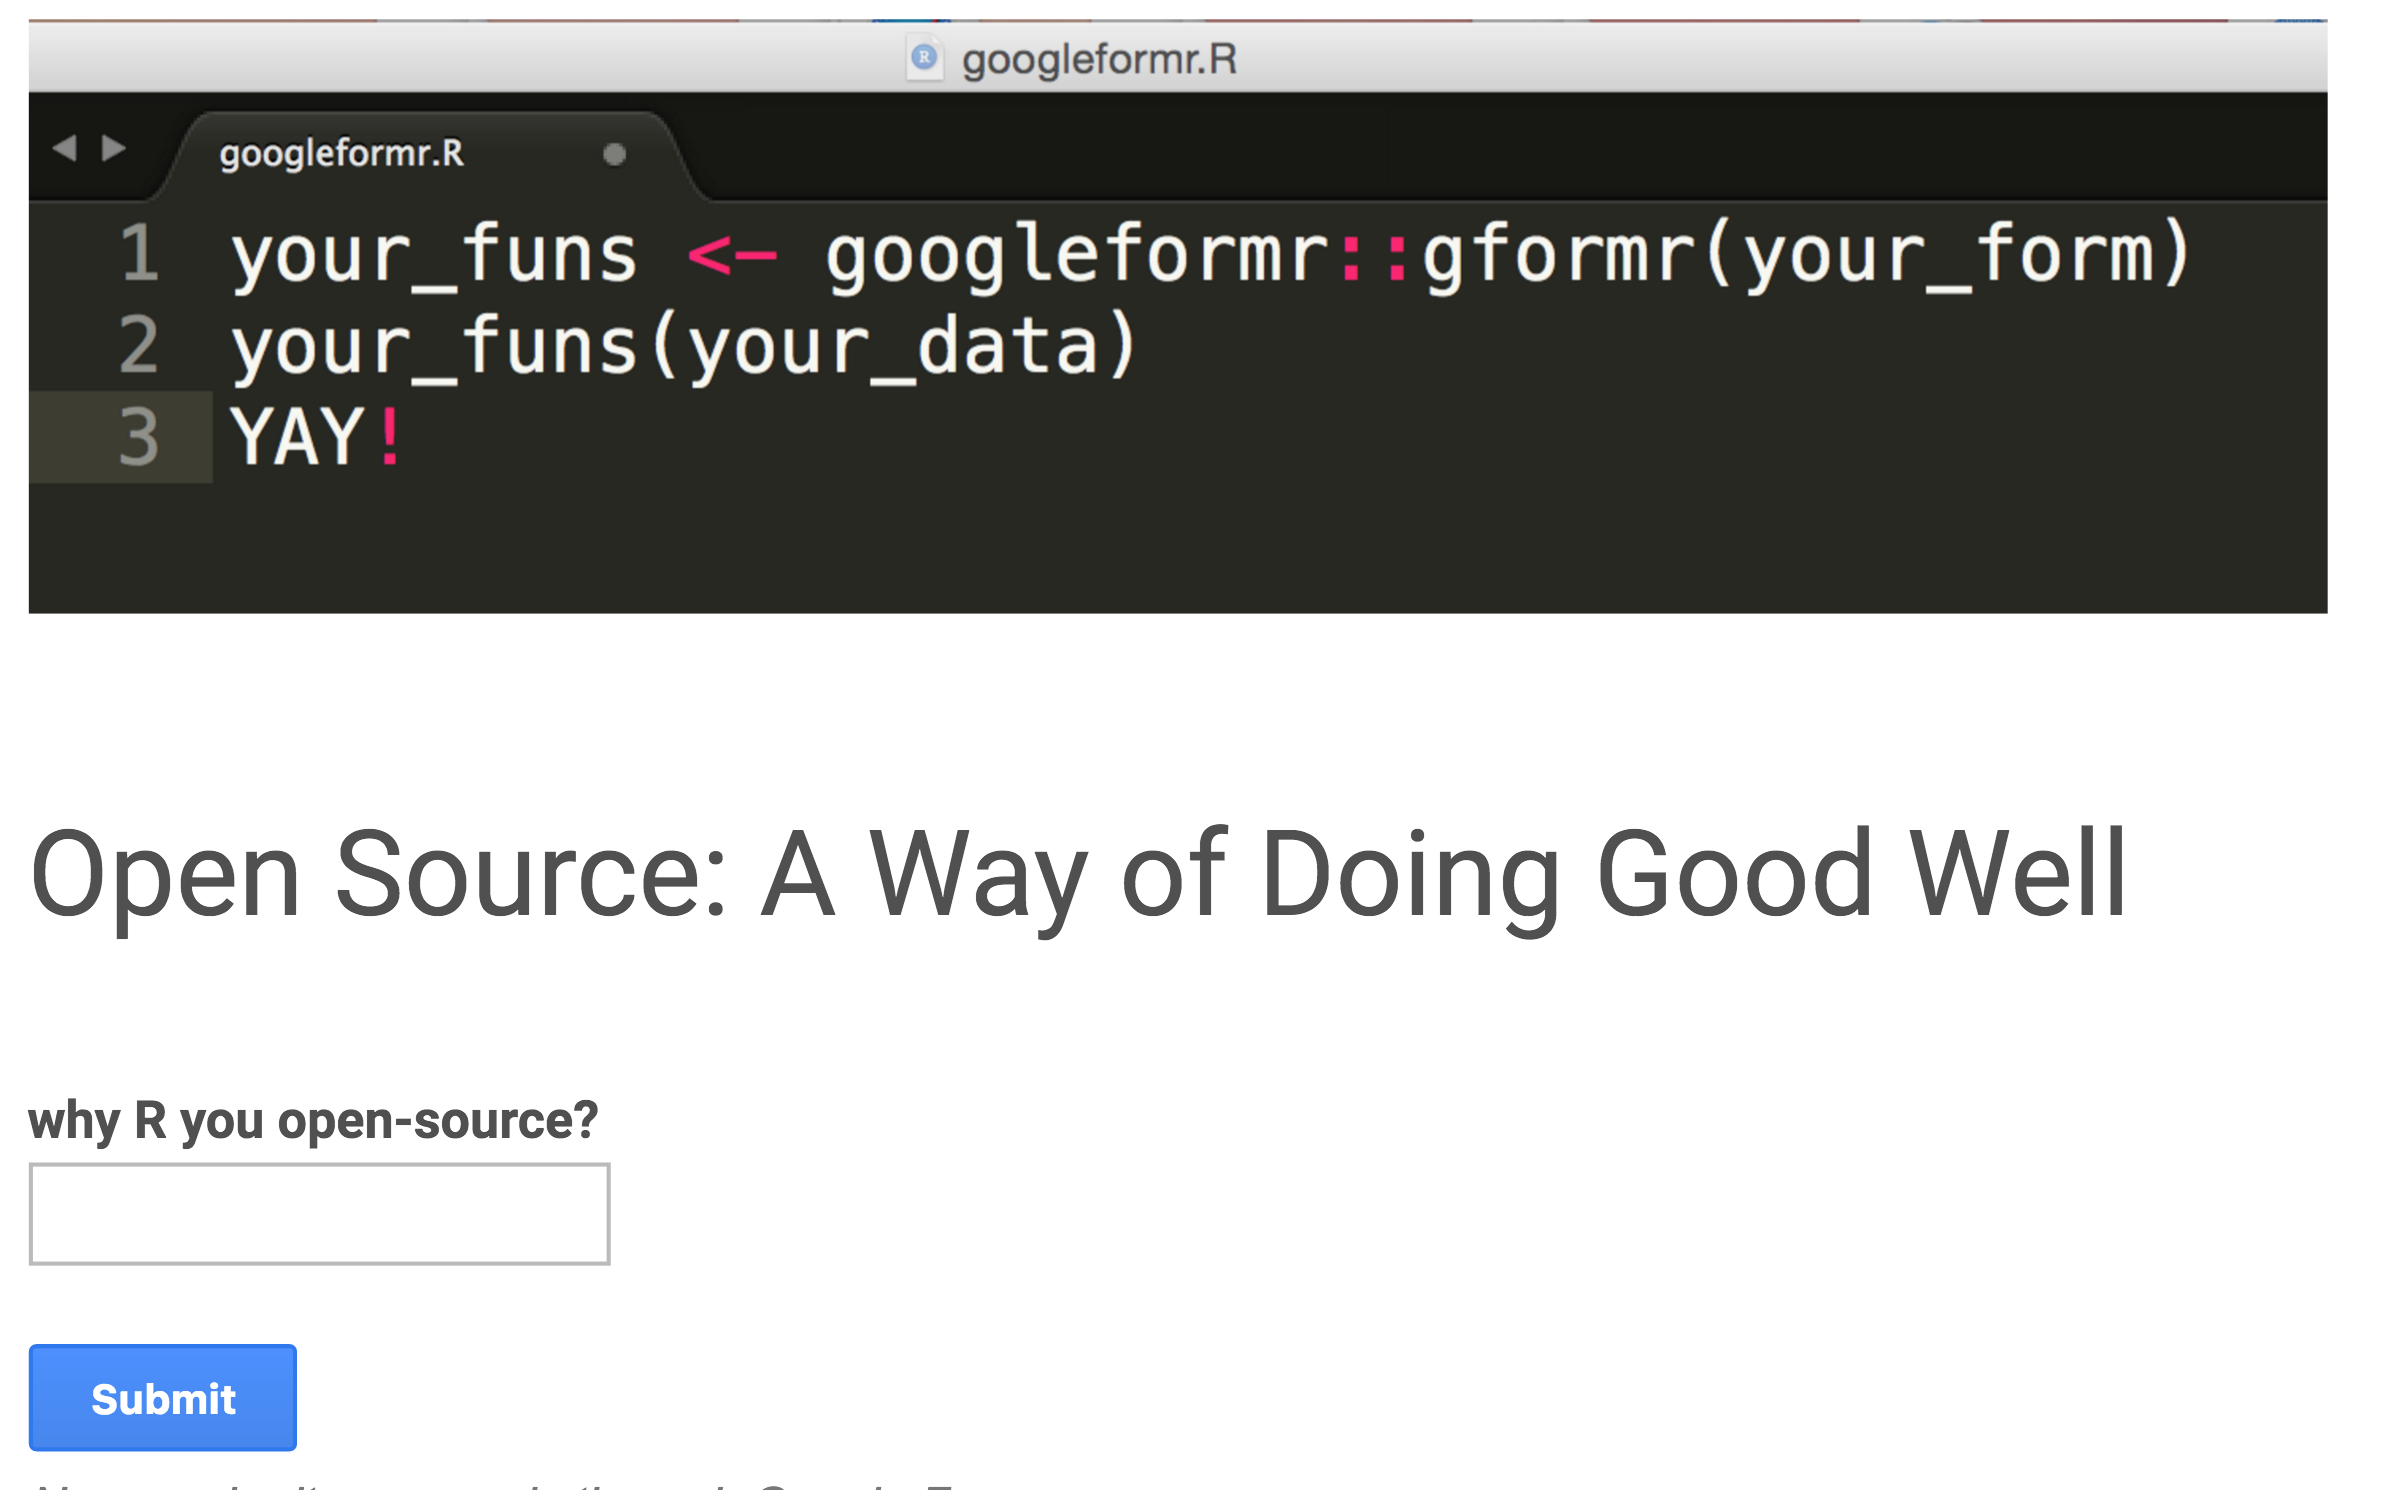 googleformr.R
googleformr.R
1 your_funs <- googleformr::gformr(your_form)
2 your_funs(your_data)
3 YAY!
Open Source: A Way of Doing Good Well
why R you open-source?
Submit